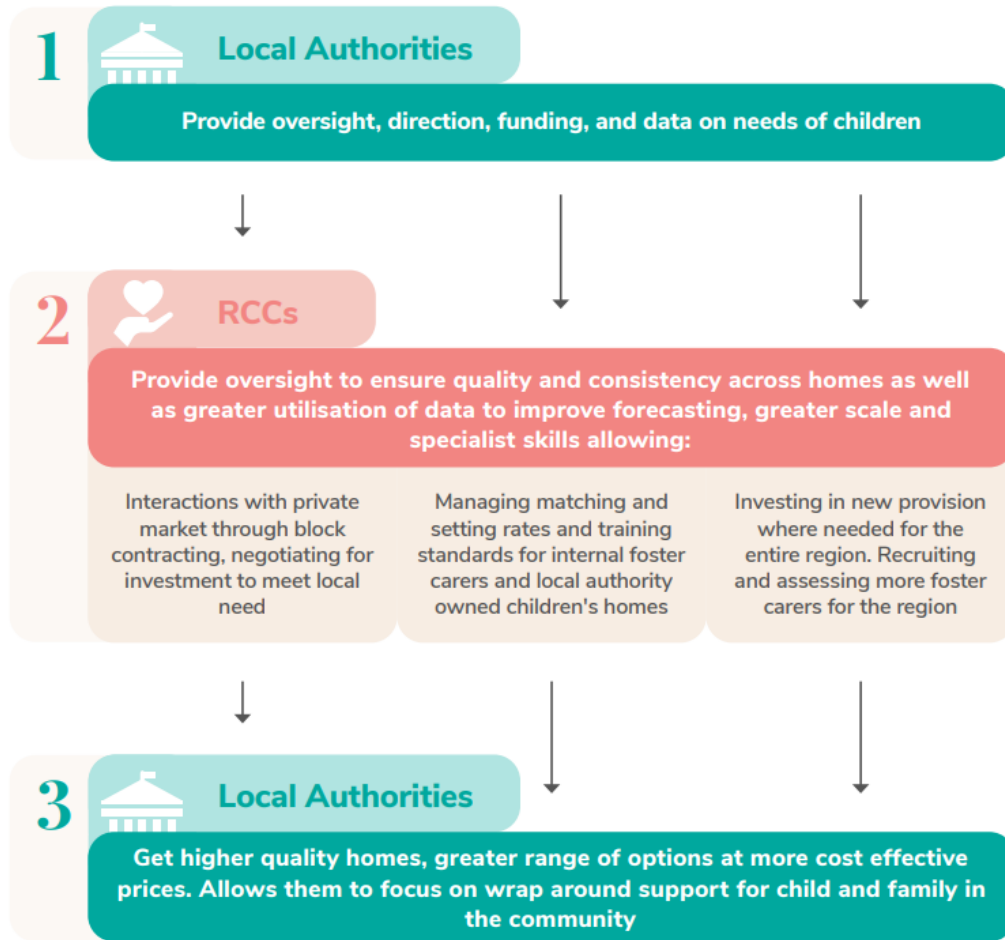 1
Local Authorities
Provide oversight, direction, funding, and data on needs of children
2
RCCs
Provide oversight to ensure quality and consistency across homes as well
as greater utilisation of data to improve forecasting, greater scale and
specialist skills allowing:
Interactions with private
market through block
contracting, negotiating for
investment to meet local
need
Managing matching and
setting rates and training
standards for internal foster
carers and local authority
owned children's homes
Investing in new provision
where needed for the
entire region. Recruiting
and assessing more foster
carers for the region
3
Local Authorities
Get higher quality homes, greater range of options at more cost effective
prices. Allows them to focus on wrap around support for child and family in
the community